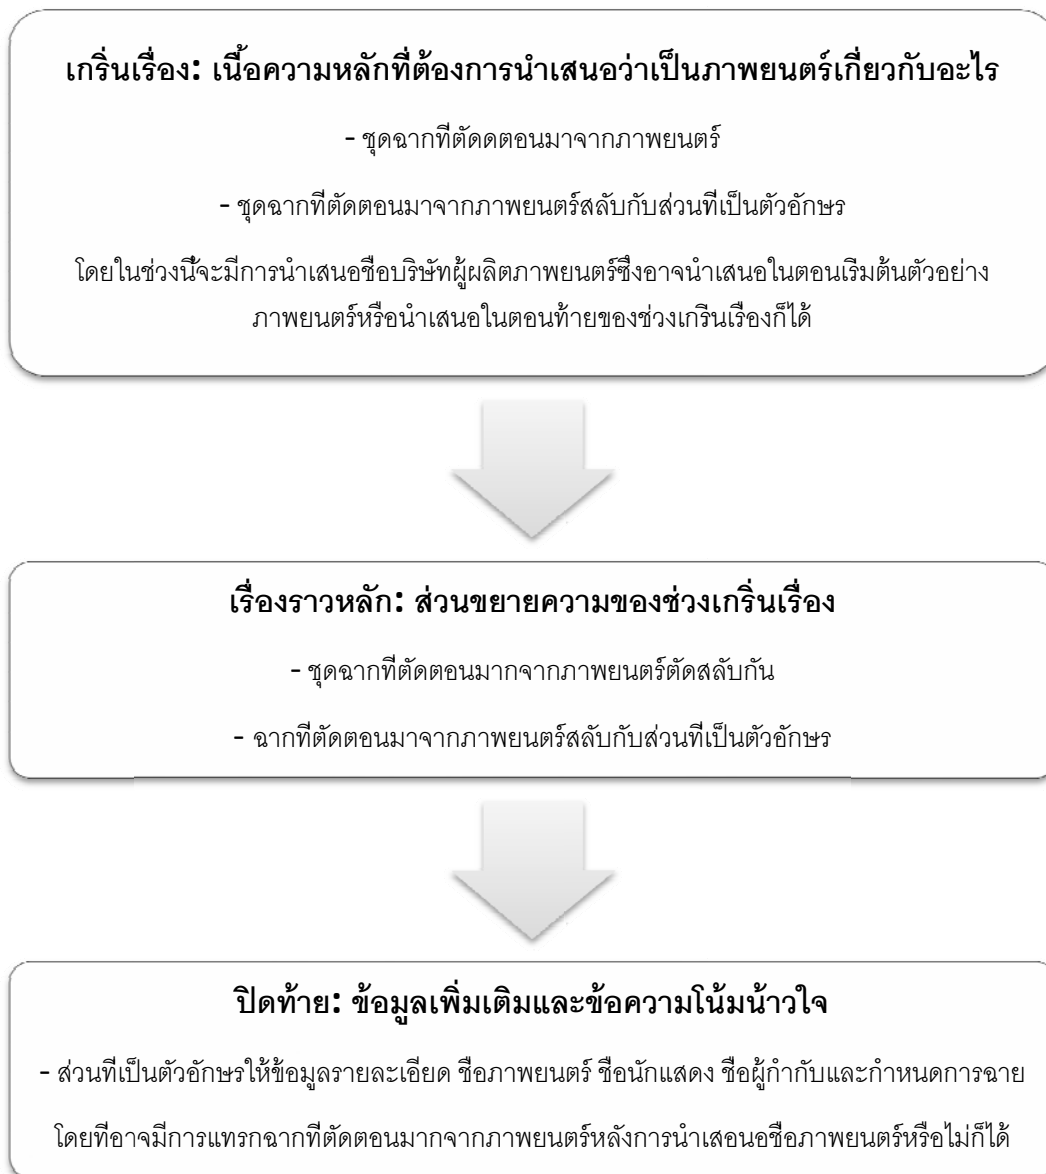 เกริ่นเรื่อง: เนื้อความหลักที่ต้องการนำเสนอว่าเป็นภาพยนตร์เกี่ยวกับอะไร
- ชุดฉากที่ตัดดตอนมาจากภาพยนตร์
- ชุดฉากที่ตัดตอนมาจากภาพยนตร์สลับกับส่วนที่เป็นตัวอักษร
โดยในช่วงนี้จะมีการนำเสนอชื่อบริษัทผู้ผลิตภาพยนตร์ซึ่งอาจนำเสนอในตอนเริ่มต้นตัวอย่าง
ภาพยนตร์หรือนำเสนอในตอนท้ายของช่วงเกริ่นเรื่องก็ได้
เรื่องราวหลัก: ส่วนขยายความของช่วงเกริ่นเรื่อง
- ชุดฉากที่ตัดตอนมากจากภาพยนตร์ตัดสลับกัน
- ฉากที่ตัดตอนมาจากภาพยนตร์สลับกับส่วนที่เป็นตัวอักษร
ปิดท้าย: ข้อมูลเพิ่มเติมและข้อความโน้มน้าวใจ
- ส่วนที่เป็นตัวอักษรให้ข้อมูลรายละเอียด ชื่อภาพยนตร์ ชื่อนักแสดง ชื่อผู้กำกับและกำหนดการฉาย
โดยที่อาจมีการแทรกฉากที่ตัดตอนมากจากภาพยนตร์หลังการนำเสอนอชื่อภาพยนตร์หรือไม่ก็ได้